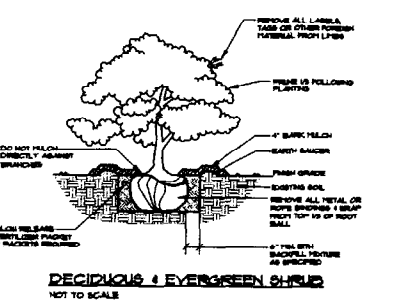 REMOVE ALL LABELS,
TAGS OR OTHER FOREIGN
MATERIAL FROM LIMBS
PRUNE 1/3 FOLLOWING
PLANTING
DO NOT MULCH
DIRECTLY AGAINST
BRANCHES
4" BARK MULCH
EARTH SAUCER
FINISH GRADE
EXISTING SOIL
REMOVE ALL METAL OR
ROPE BINDINGS & WRAP
FROM TOP 1/3 OF ROOT
BALL
LOW RELEASE
FERTILIZER PACKET
PACKETS REQUIRED
6" MIN WITH
BACKFILL MIXTURE
AS SPECIFIED
DECIDUOUS & EVERGREEN SHRUB
NOT TO SCALE